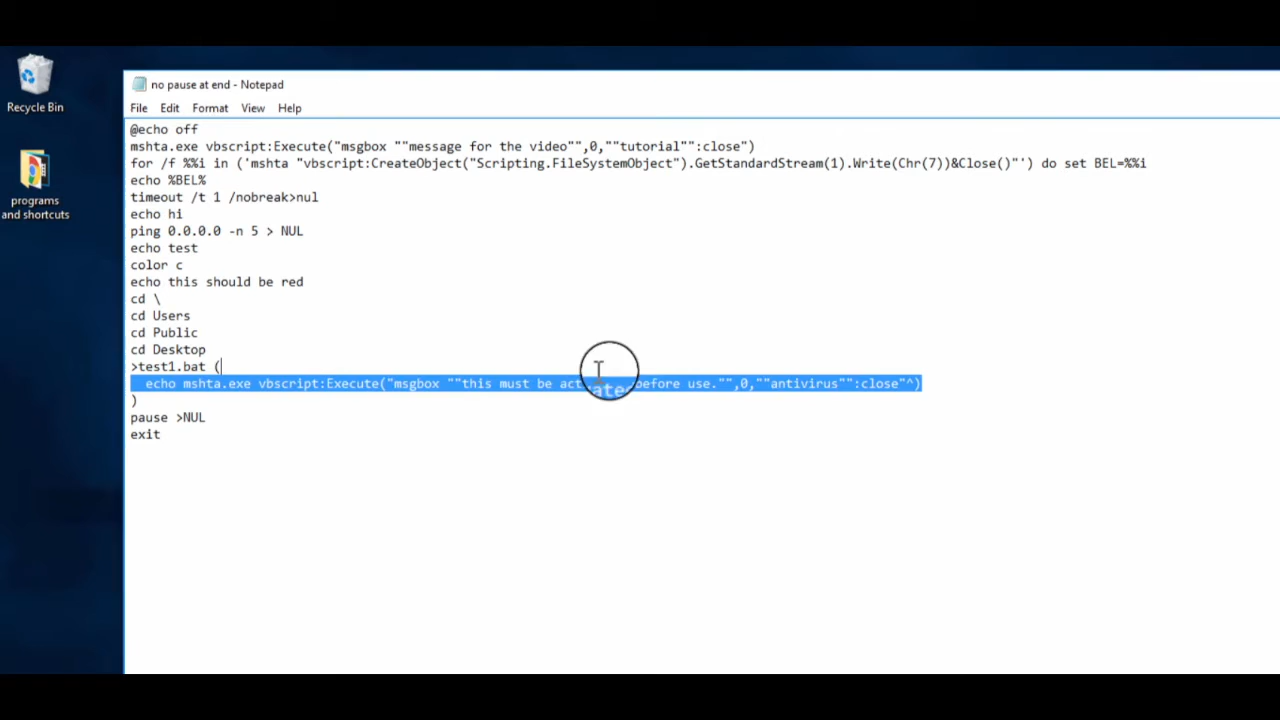 Recycle Bin
programs
and shortcuts
no pause at end - Notepad
File Edit Format View Help
@echo off
mshta.exe vbscript:Execute("msgbox ""message for the video"",0,""tutorial"":close")
for /f %%i in ('mshta "vbscript:CreateObject("Scripting.FileSystemObject").GetStandardStream(1).Write(Chr(7))&Close()"') do set BEL=%%i
echo %BEL%
timeout /t 1 /nobreak>nul
echo hi
ping 0.0.0.0 -n 5 > NUL
echo test
color c
echo this should be red
cd \
cd Users
cd Public
cd Desktop
>test1.bat (
echo mshta.exe vbscript:Execute("msgbox ""this must be activated before use."",0,""antivirus"":close"^)
)
pause >NUL
exit